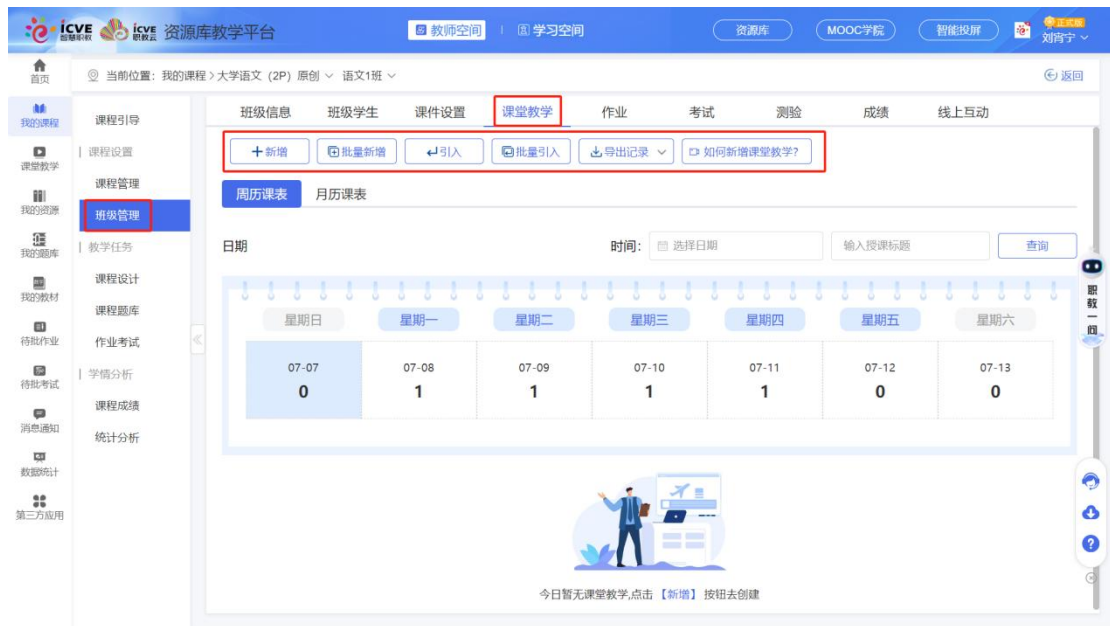 icve 智慧职教 icve 职教云 资源库教学平台 教师空间 学习空间 资源库 MOOC学院 智能投屏 正式版 刘宵宁
首页 当前位置：我的课程>大学语文（2P）原创 语文1班 返回
我的课程
课堂教学
我的资源
我的题库
我的教材
待批作业
待批考试
消息通知
数据统计
第三方应用
课程引导
课程设置
课程管理
班级管理
教学任务
课程设计
课程题库
作业考试
学情分析
课程成绩
统计分析
班级信息 班级学生 课件设置 课堂教学 作业 考试 测验 成绩 线上互动
+新增 批量新增 引入 批量引入 导出记录 如何新增课堂教学？
周历课表 月历课表
日期 时间： 选择日期 输入授课标题 查询
星期日 星期一 星期二 星期三 星期四 星期五 星期六
07-07 07-08 07-09 07-10 07-11 07-12 07-13
0 1 1 1 1 0 0
今日暂无课堂教学,点击【新增】按钮去创建
职教一问